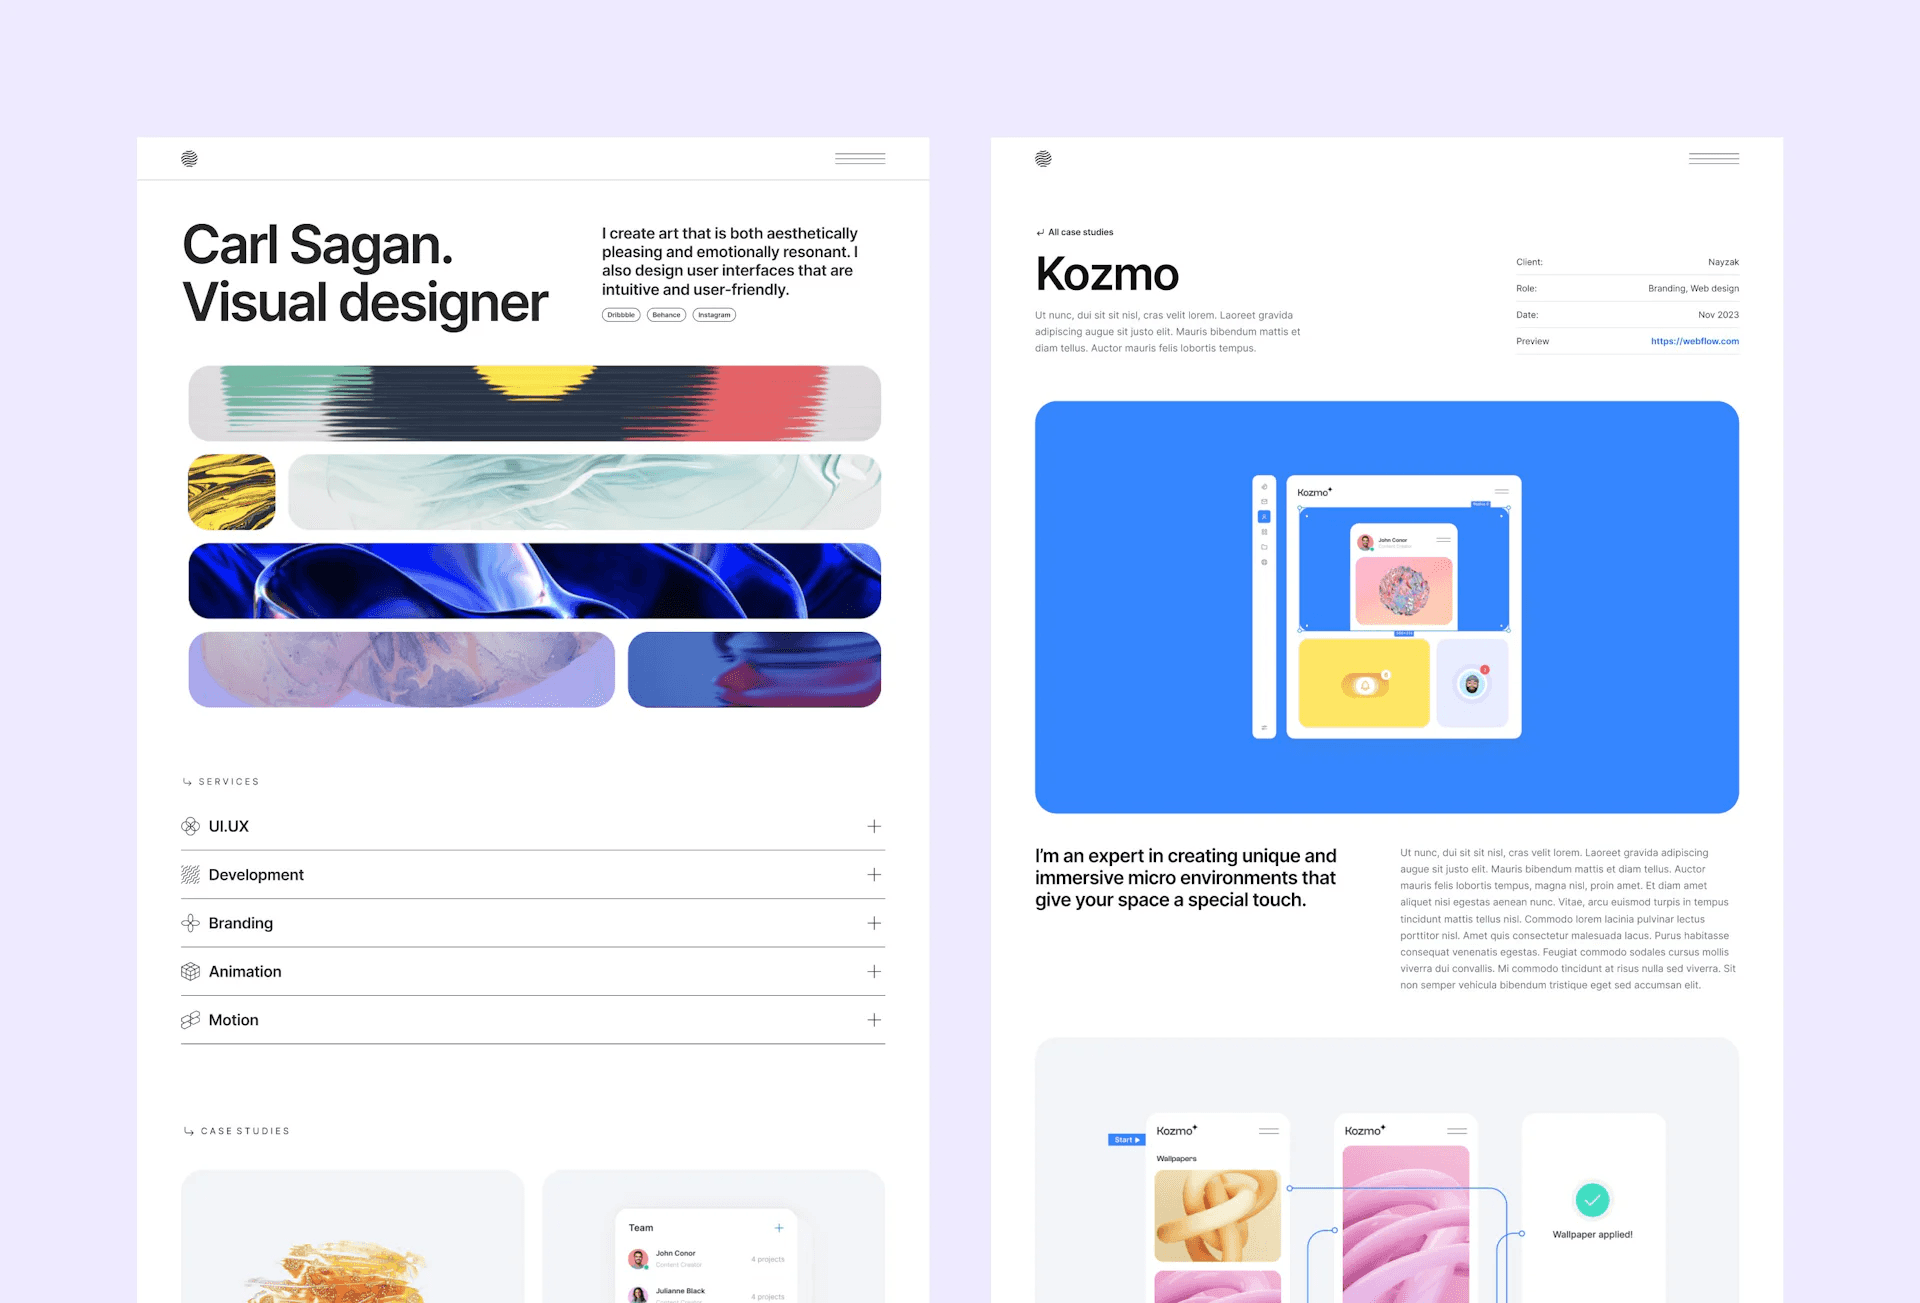 Carl Sagan.
Visual designer
I create art that is both aesthetically
pleasing and emotionally resonant. I
also design user interfaces that are
intuitive and user-friendly.
Dribbble Behance Instagram
SERVICES
UI.UX
Development
Branding
Animation
Motion
CASE STUDIES
Team
John Conor
4 projects
Content Creator
Julianne Black
4 projects
All case studies
Kozmo
Ut nunc, dui sit sit nisl, cras velit lorem. Laoreet gravida
adipiscing augue sit justo elit. Mauris bibendum mattis et
diam tellus. Auctor mauris felis lobortis tempus.
Client: Nayzak
Role: Branding, Web design
Date: Nov 2023
Preview https://webflow.com
Kozmo
John Conor
Content Creator
I'm an expert in creating unique and
immersive micro environments that
give your space a special touch.
Ut nunc, dui sit sit nisl, cras velit lorem. Laoreet gravida adipiscing
augue sit justo elit. Mauris bibendum mattis et diam tellus. Auctor
mauris felis lobortis tempus, magna nisl, proin amet. Et diam amet
aliquet nisi egestas aenean nunc. Vitae, arcu euismod turpis in tempus
tincidunt mattis tellus nisl. Commodo lorem lacinia pulvinar lectus
porttitor nisl. Amet quis consectetur malesuada lacus. Purus habitasse
consequat venenatis egestas. Feugiat commodo sodales cursus mollis
viverra dui convallis. Mi commodo tincidunt at risus nulla sed viverra. Sit
non semper vehicula bibendum tristique eget sed accumsan elit.
Start
Kozmo
Wallpapers
Kozmo
Wallpaper applied!